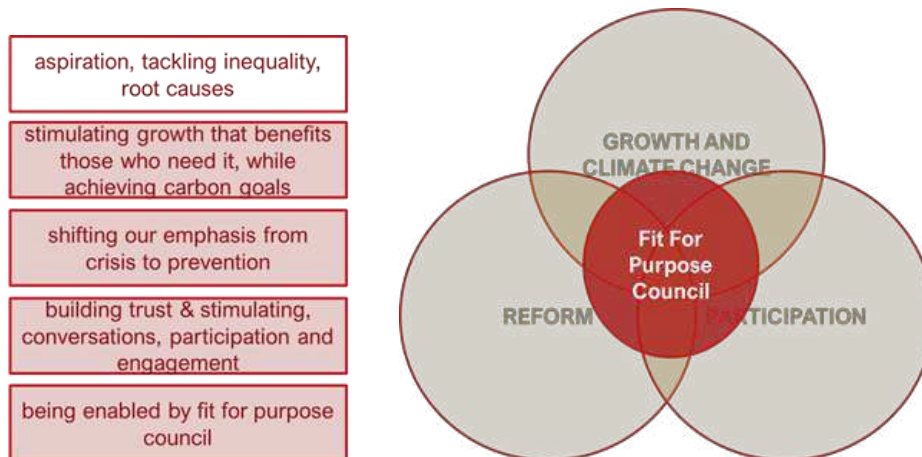 aspiration, tackling inequality,
root causes
stimulating growth that benefits
those who need it, while
achieving carbon goals
shifting our emphasis from
crisis to prevention
building trust & stimulating,
conversations, participation and
engagement
being enabled by fit for purpose
council
GROWTH AND
CLIMATE CHANGE
Fit For
Purpose
Council
REFORM
PARTICIPATION